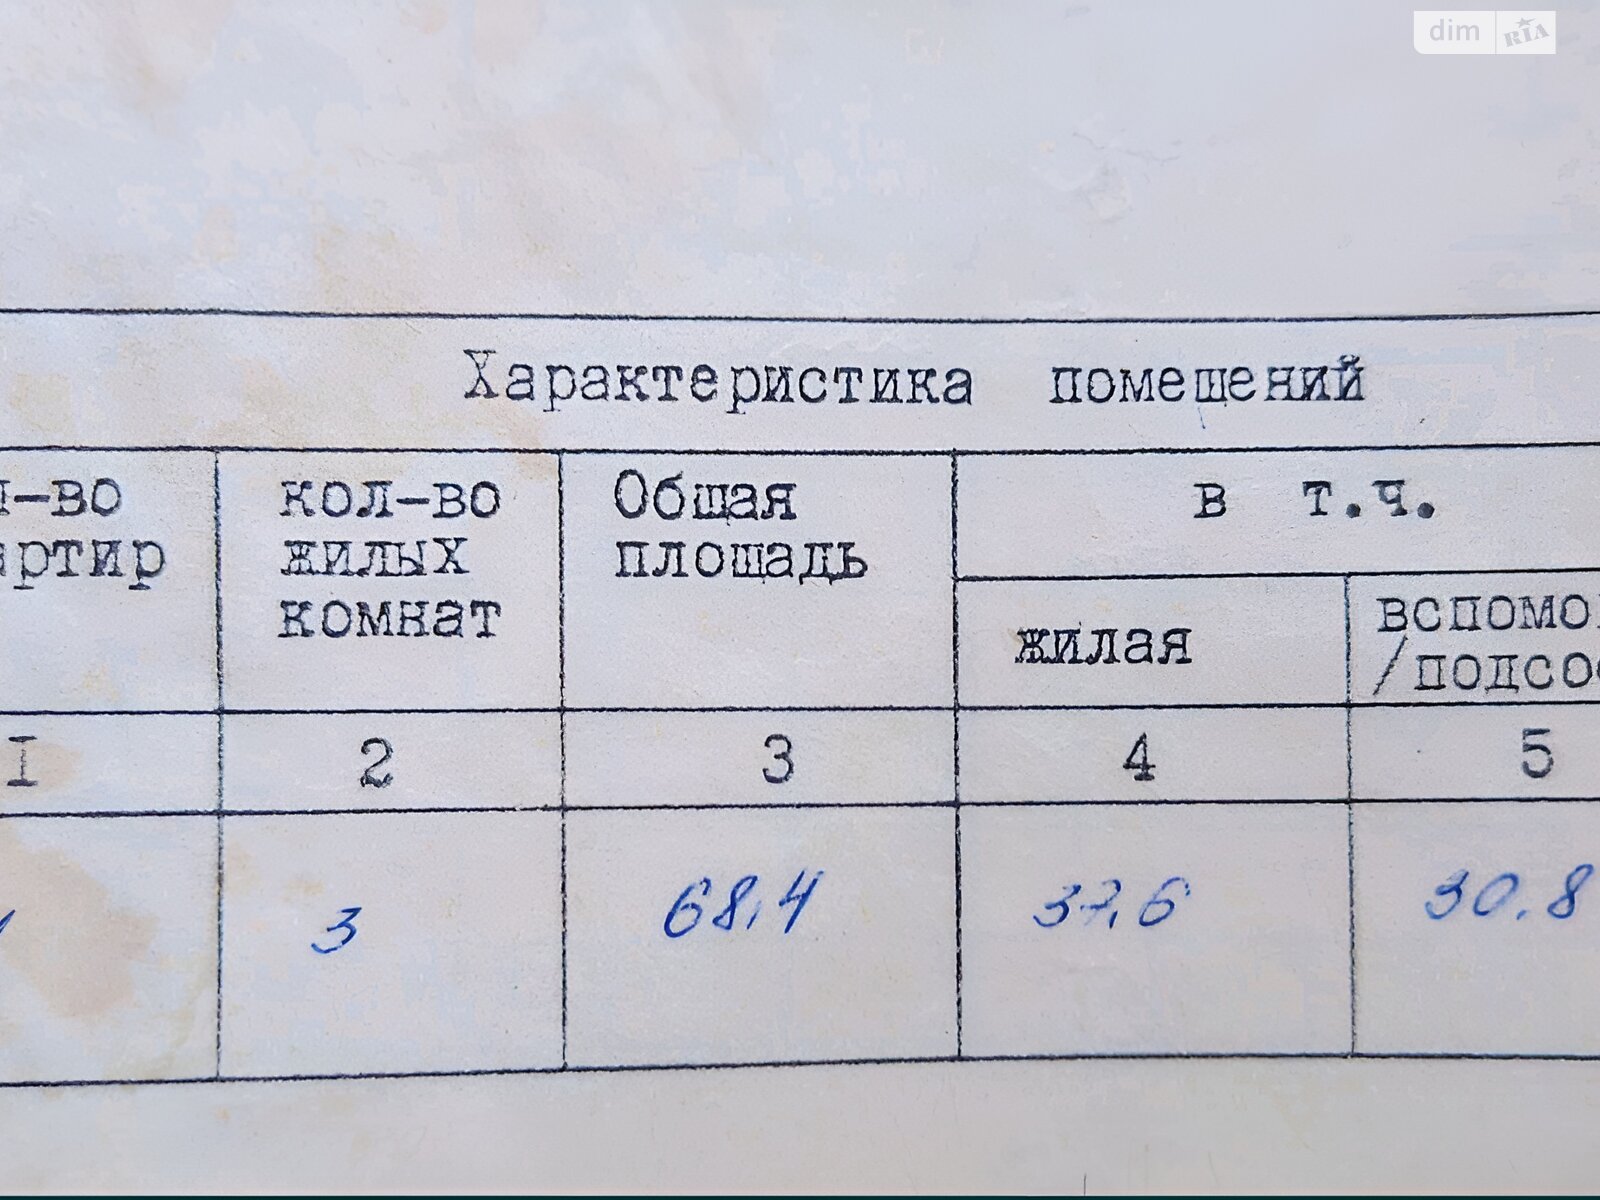 dim RIA
Характеристика помещений
л-во кол-во Общая в т.ч.
артир жилых площадь
комнат жилая вспомо
/подсо
I 2 3 4 5
3 68,4 37,6 30.8